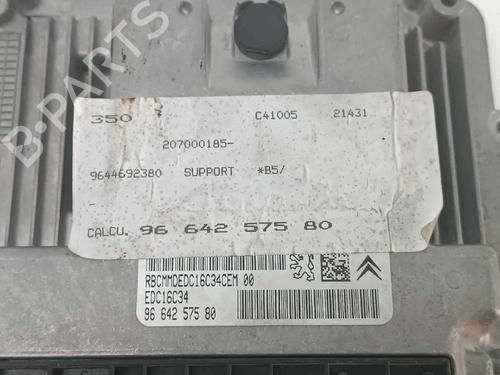 350 C41005 21431
207000185-
9644692380 SUPPORT *B5/
-
CALCU. 96 642 575 80
RBCMMDEDC16C34CEM 00
EDC16C34
96 642 575 80
B-PARTS